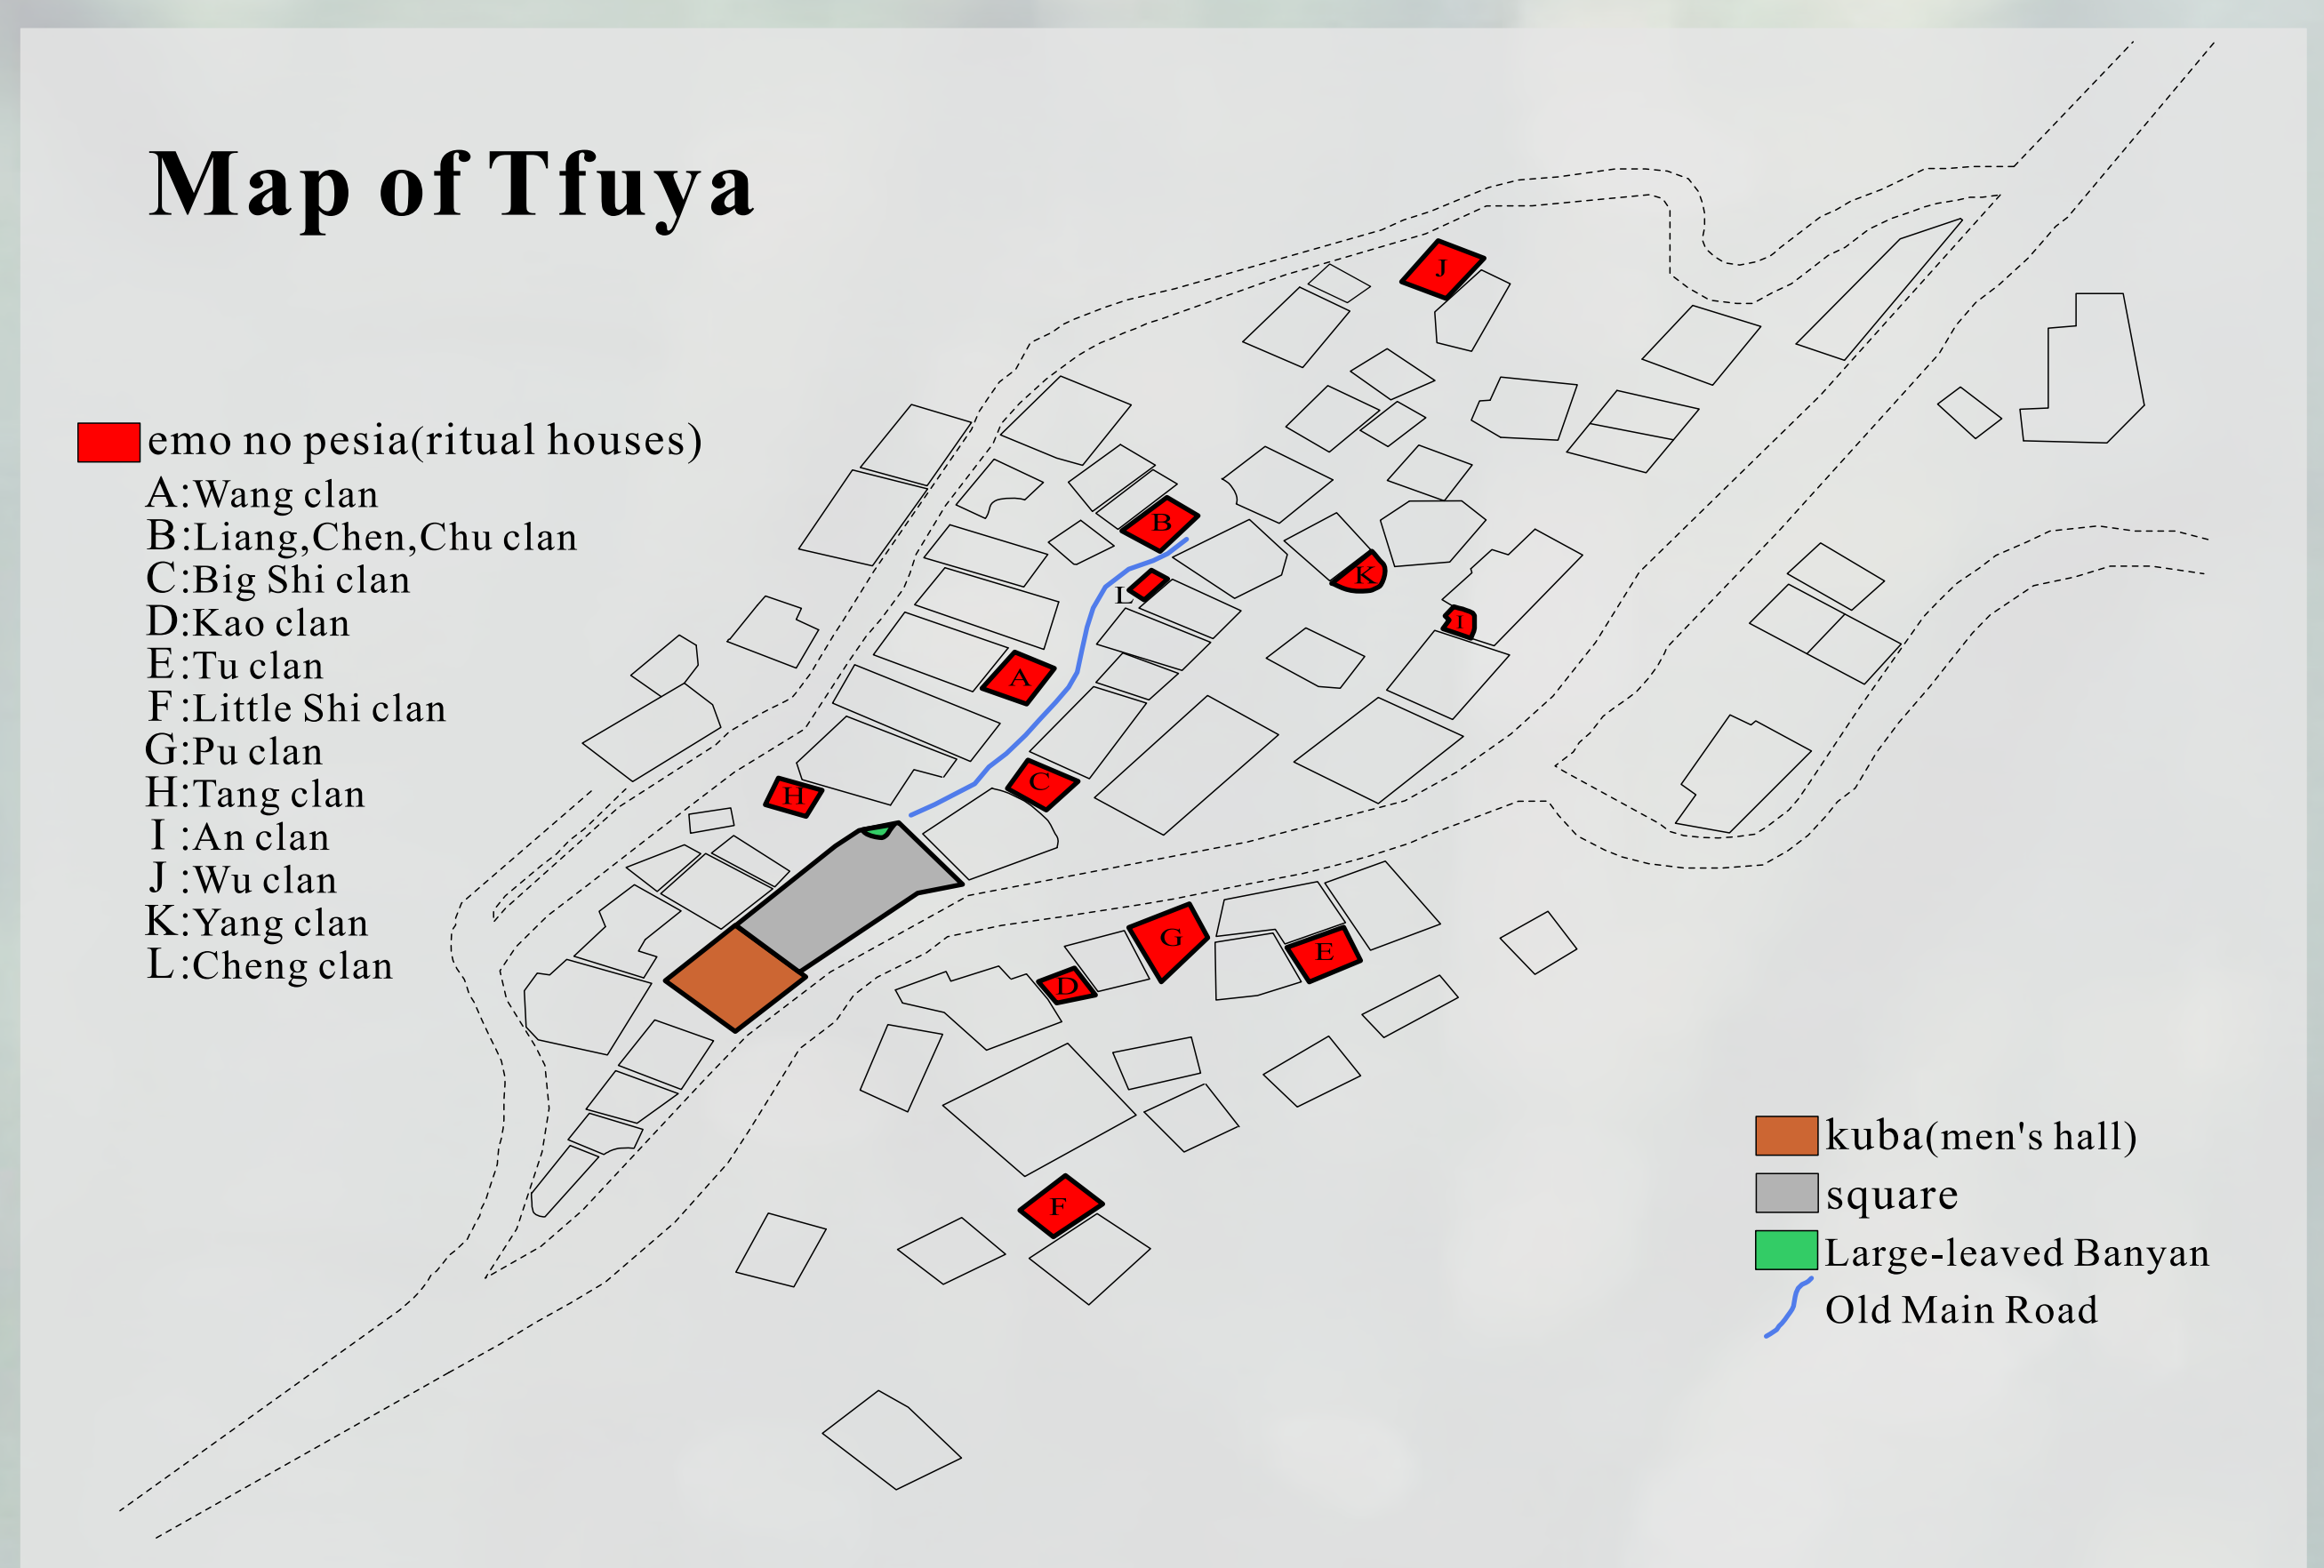 Map of Tfuya
emo no pesia(ritual houses)
A:Wang clan
B:Liang,Chen,Chu clan
C:Big Shi clan
D:Kao clan
E:Tu clan
F:Little Shi clan
G:Pu clan
H:Tang clan
I :An clan
J :Wu clan
K:Yang clan
L:Cheng clan
J
B
K
L
I
A
C
H
G
E
D
F
kuba(men's hall)
square
Large-leaved Banyan
Old Main Road